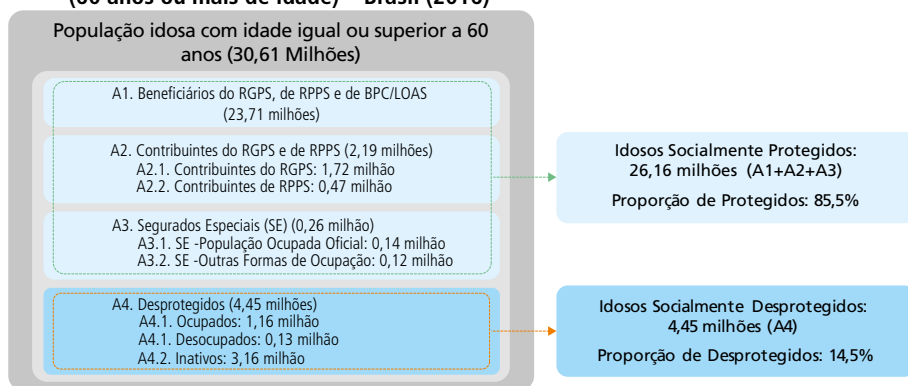 (60 anos ou mais de idade) – Brasil (2016)
População idosa com idade igual ou superior a 60
anos (30,61 Milhões)
A1. Beneficiários do RGPS, de RPPS e de BPC/LOAS
(23,71 milhões)
A2. Contribuintes do RGPS e de RPPS (2,19 milhões)
A2.1. Contribuintes do RGPS: 1,72 milhão
A2.2. Contribuintes de RPPS: 0,47 milhão
A3. Segurados Especiais (SE) (0,26 milhão)
A3.1. SE -População Ocupada Oficial: 0,14 milhão
A3.2. SE -Outras Formas de Ocupação: 0,12 milhão
A4. Desprotegidos (4,45 milhões)
A4.1. Ocupados: 1,16 milhão
A4.1. Desocupados: 0,13 milhão
A4.2. Inativos: 3,16 milhão
Idosos Socialmente Protegidos:
26,16 milhões (A1+A2+A3)
Proporção de Protegidos: 85,5%
Idosos Socialmente Desprotegidos:
4,45 milhões (A4)
Proporção de Desprotegidos: 14,5%